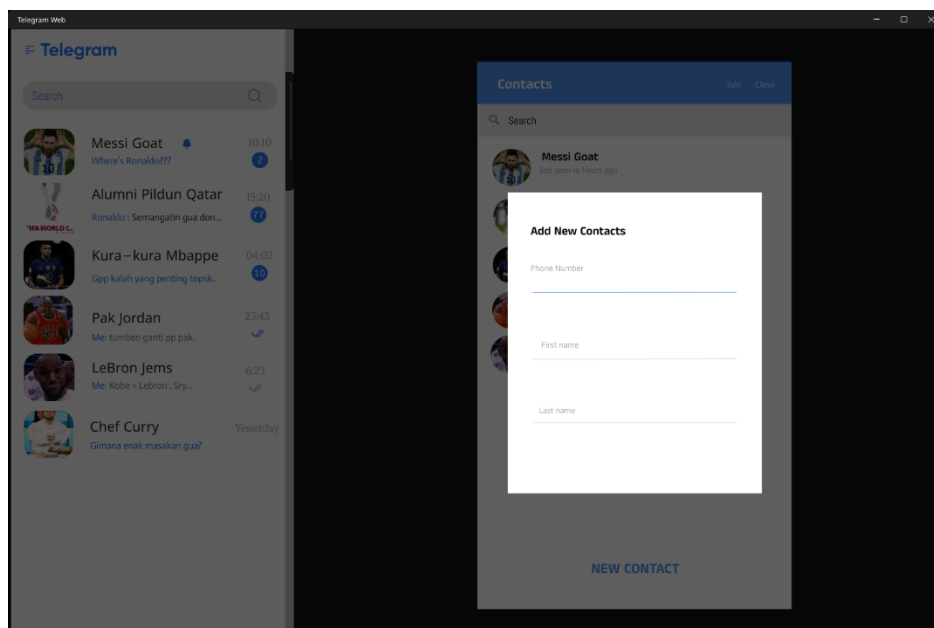 Telegram Web
Telegram
Search
Messi Goat
10:10
Where's Ronaldo???
2
Alumni Pildun Qatar
15:20
Ronaldo : Semangatin gua don...
77
FIFA WORLD C...
Kura-kura Mbappe
04:02
Gpp kalah yang penting topsk..
10
Pak Jordan
23:45
Me: tumben ganti pp pak.
LeBron Jems
6:23
Me: Kobe > Lebron , Sry...
Chef Curry
Yesterday
Gimana enak masakan gua?
Contacts
Edit
Close
Search
Messi Goat
last seen 10 hours ago
Add New Contacts
Phone Number
First name
Last name
NEW CONTACT